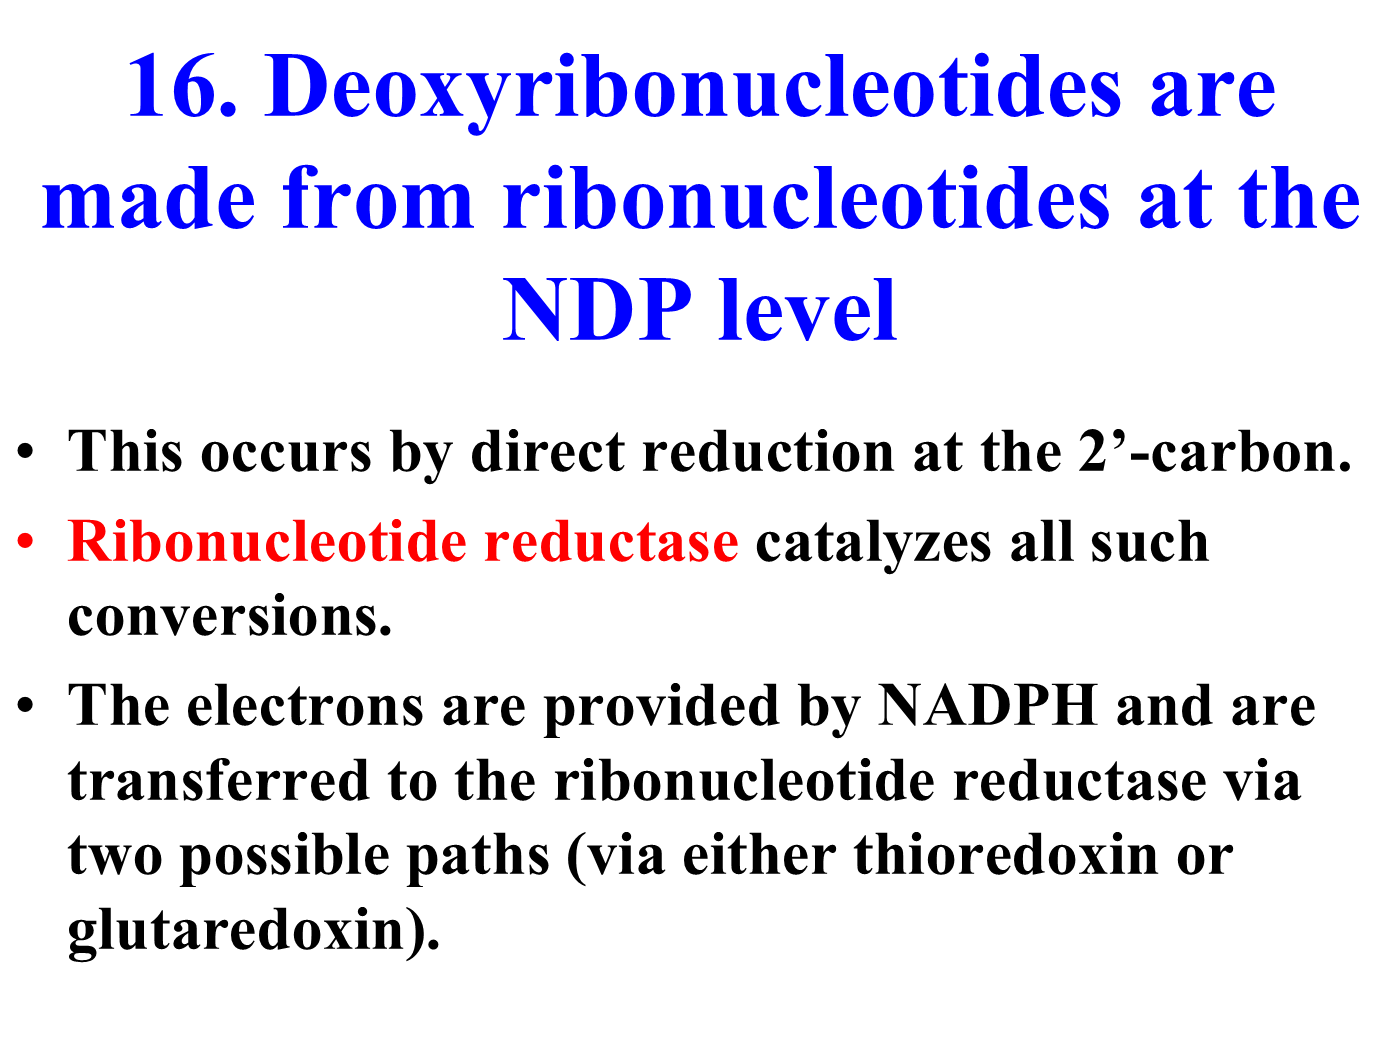 16. Deoxyribonucleotides are
made from ribonucleotides at the
NDP level
• This occurs by direct reduction at the 2’-carbon.
• Ribonucleotide reductase catalyzes all such
conversions.
• The electrons are provided by NADPH and are
transferred to the ribonucleotide reductase via
two possible paths (via either thioredoxin or
glutaredoxin).